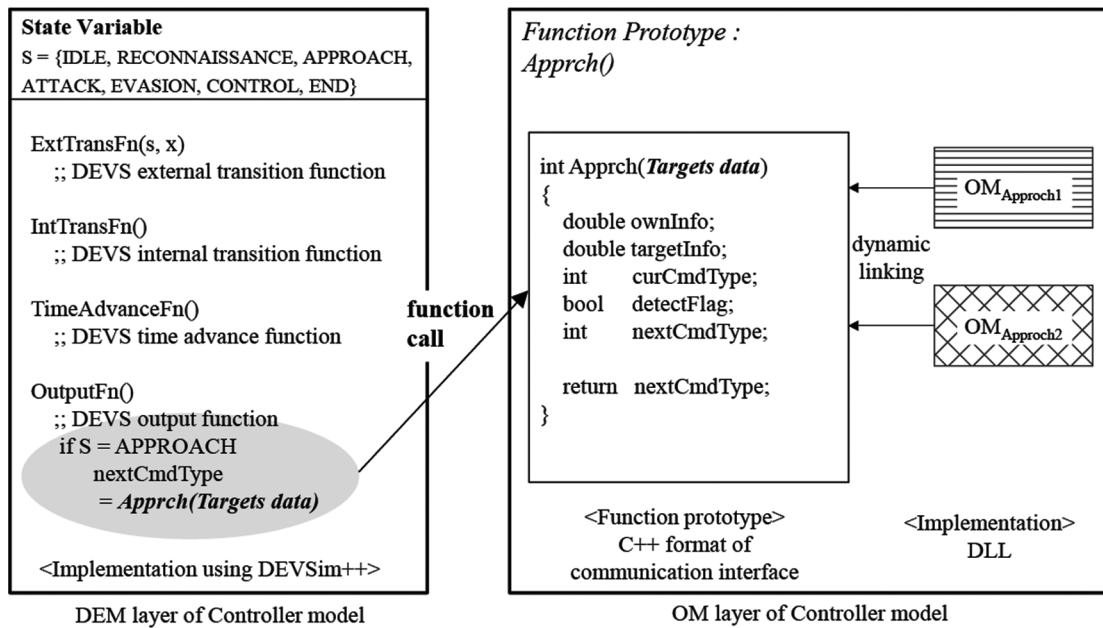 State Variable
S = {IDLE, RECONNAISSANCE, APPROACH,
ATTACK, EVASION, CONTROL, END}
ExtTransFn(s, x)
;; DEVS external transition function
IntTransFn()
;; DEVS internal transition function
TimeAdvanceFn()
;; DEVS time advance function
OutputFn()
;; DEVS output function
if S = APPROACH
nextCmdType
= Apprch(Targets data)
<Implementation using DEVSim++>
DEM layer of Controller model
function
call
Function Prototype :
Apprch()
int Apprch(Targets data)
{
double ownInfo;
double targetInfo;
int curCmdType;
bool detectFlag;
int nextCmdType;
return nextCmdType;
}
<Function prototype>
C++ format of
communication interface
OM Approch1
dynamic
linking
OM Approch2
<Implementation>
DLL
OM layer of Controller model